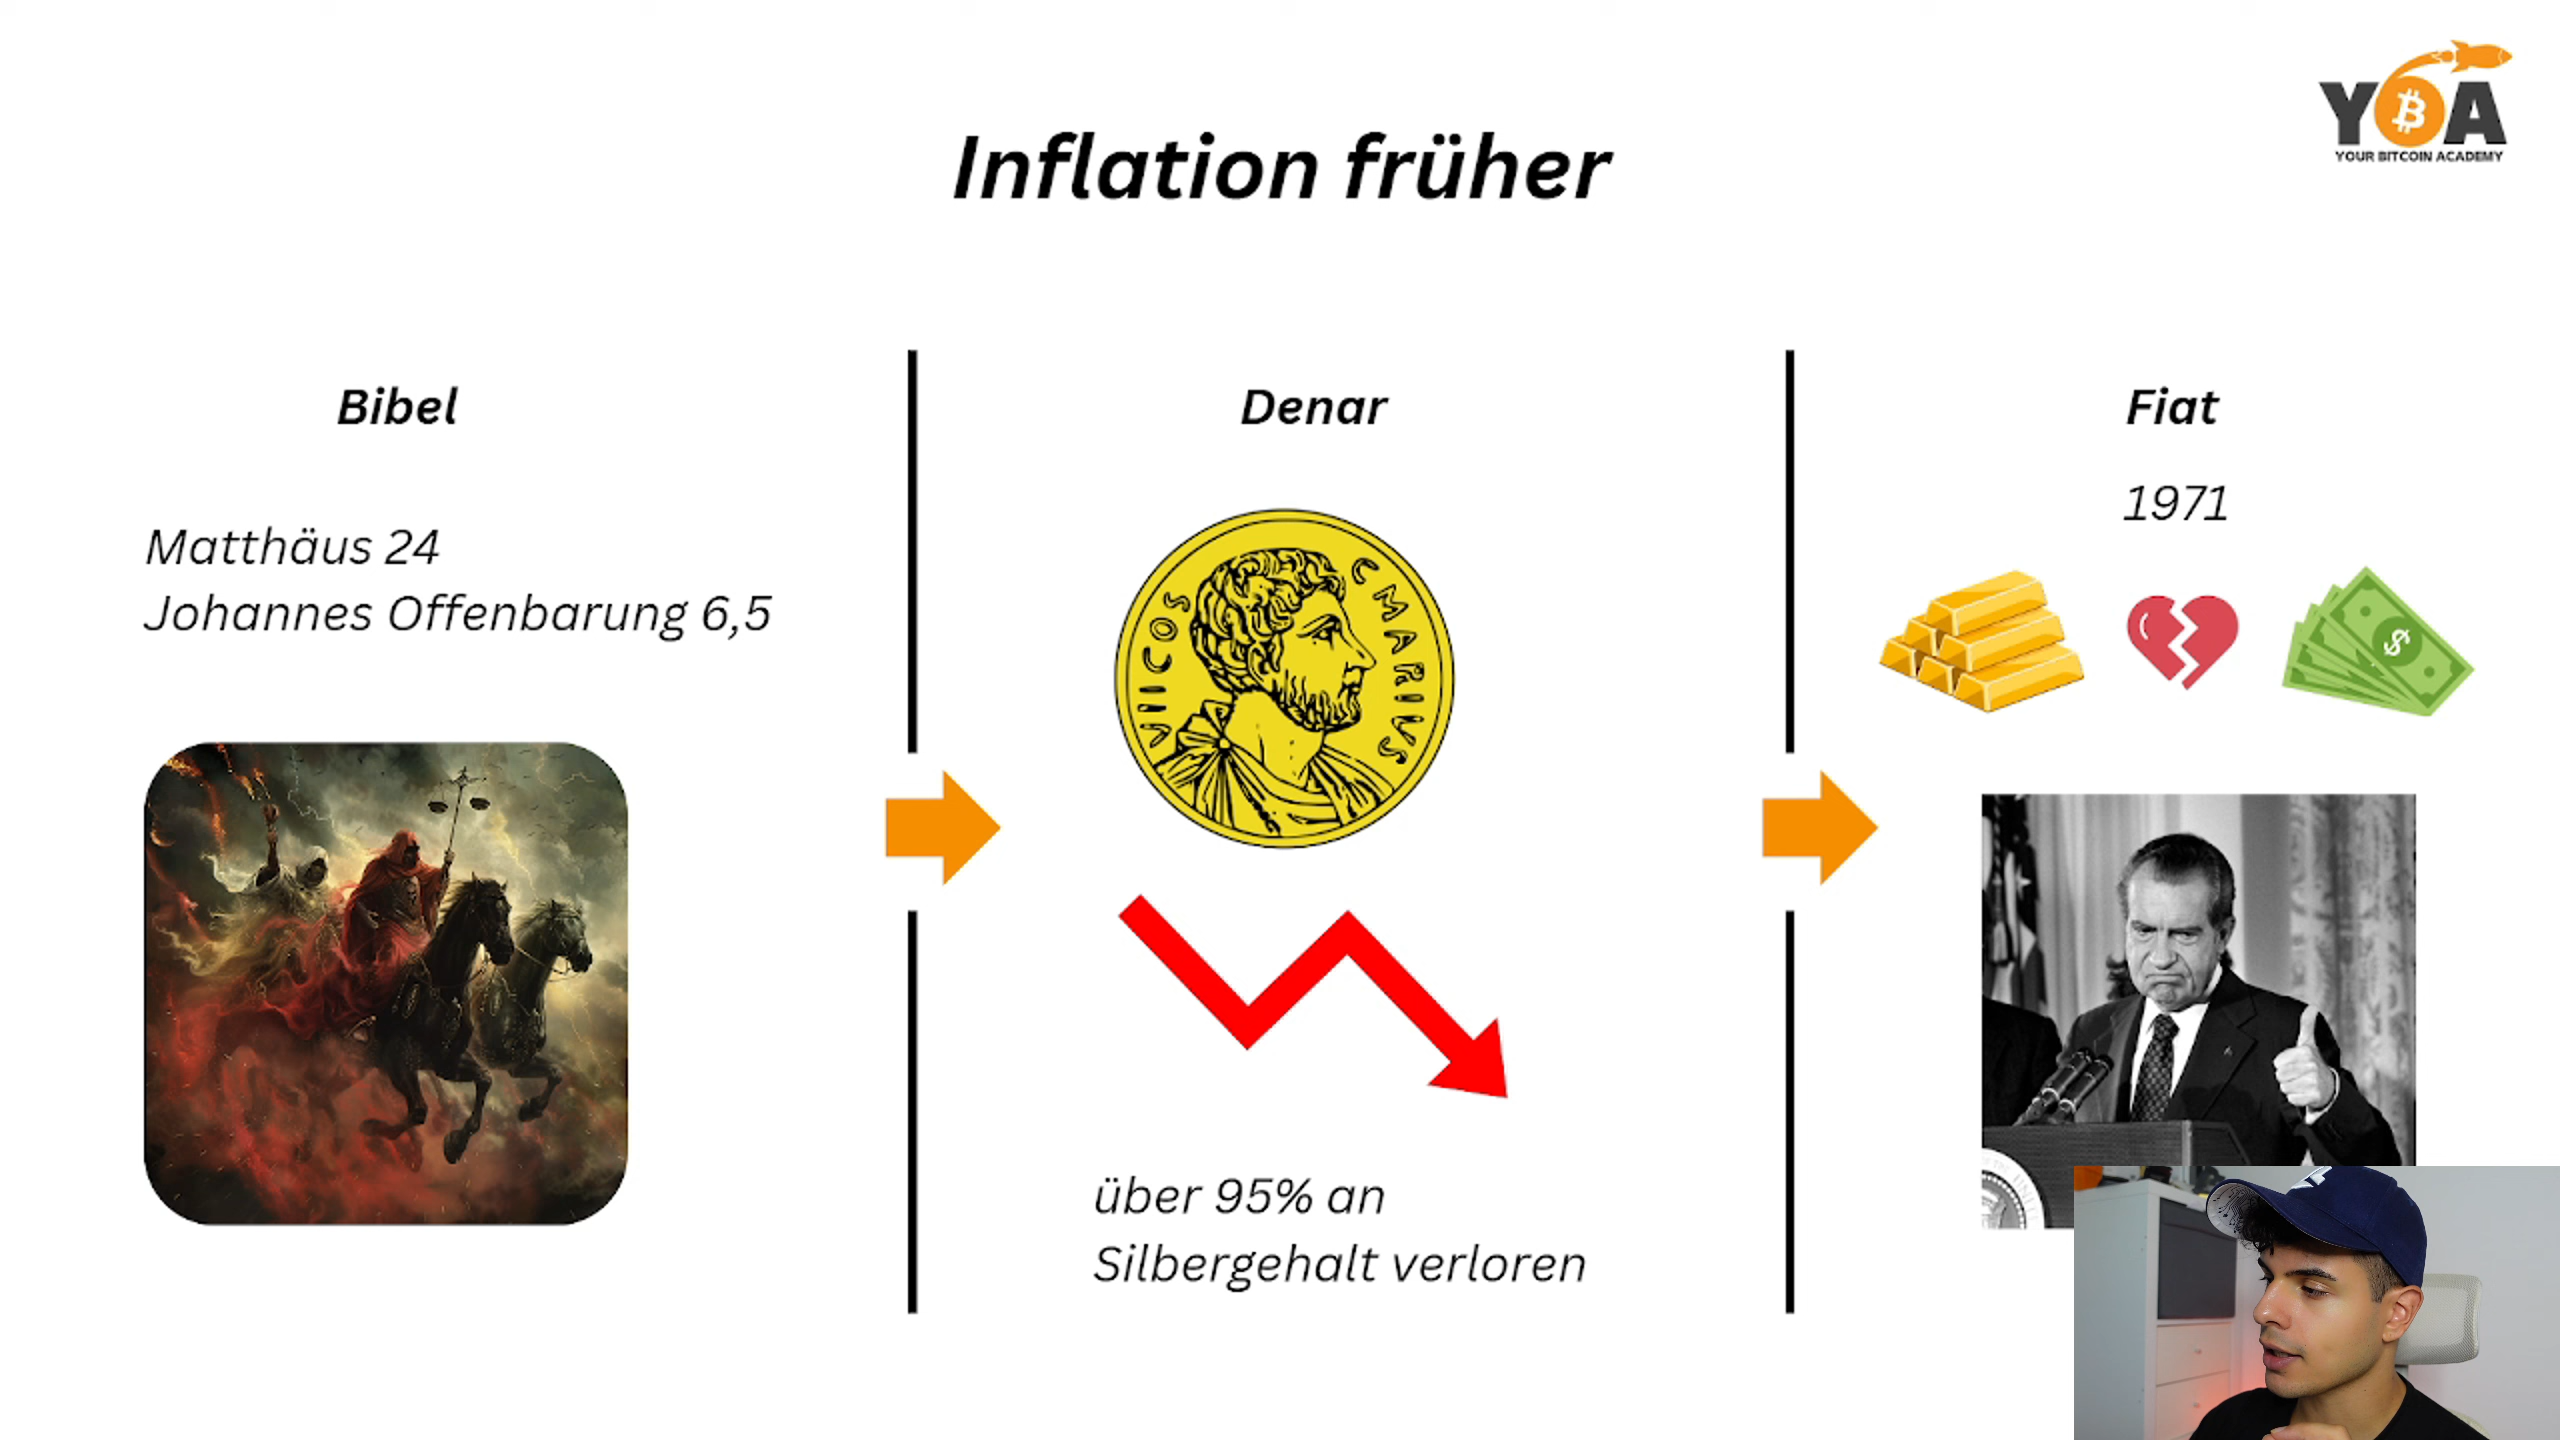 YBA
YOUR BITCOIN ACADEMY
Inflation früher
Bibel
Matthäus 24
Johannes Offenbarung 6,5
Denar
VIICOS
CMARIVS
über 95% an
Silbergehalt verloren
Fiat
1971
$